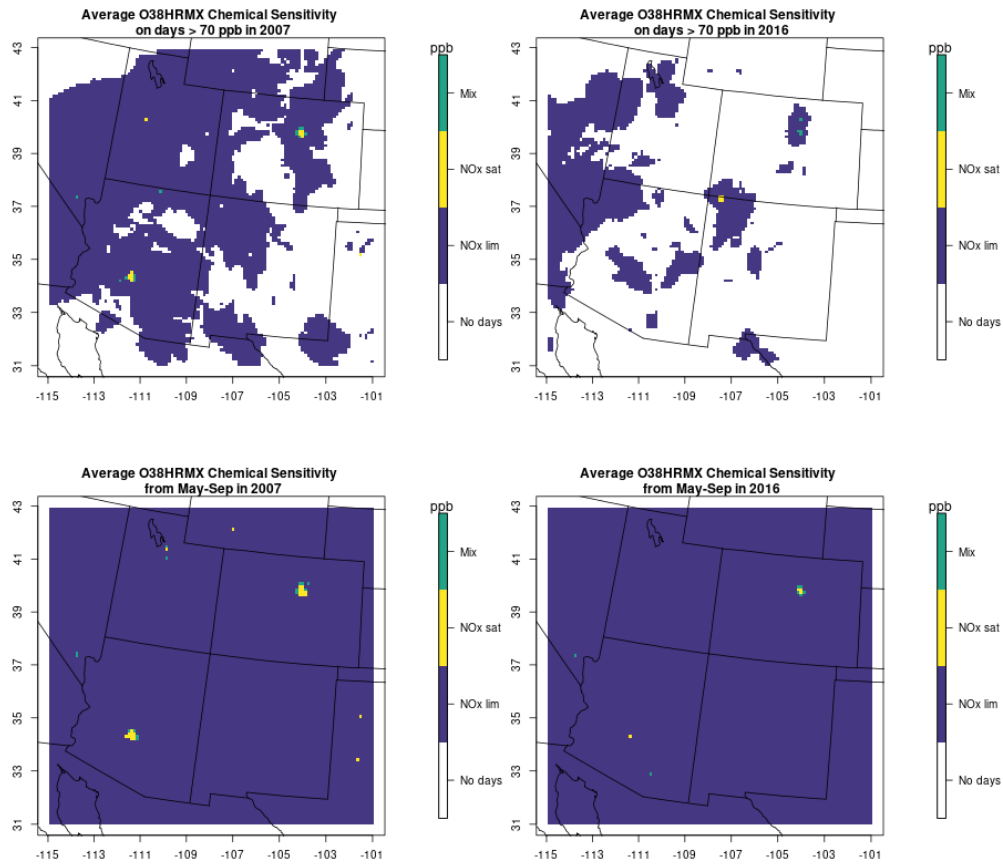 Average O38HRMX Chemical Sensitivity
on days > 70 ppb in 2007
43
41
39
37
35
33
31
-115
-113
-111
-109
-107
-105
-103
-101
ppb
Mix
NOx sat
NOx lim
No days
Average O38HRMX Chemical Sensitivity
on days > 70 ppb in 2016
43
41
39
37
35
33
31
-115
-113
-111
-109
-107
-105
-103
-101
ppb
Mix
NOx sat
NOx lim
No days
Average O38HRMX Chemical Sensitivity
from May-Sep in 2007
43
41
39
37
35
33
31
-115
-113
-111
-109
-107
-105
-103
-101
ppb
Mix
NOx sat
NOx lim
No days
Average O38HRMX Chemical Sensitivity
from May-Sep in 2016
43
41
39
37
35
33
31
-115
-113
-111
-109
-107
-105
-103
-101
ppb
Mix
NOx sat
NOx lim
No days